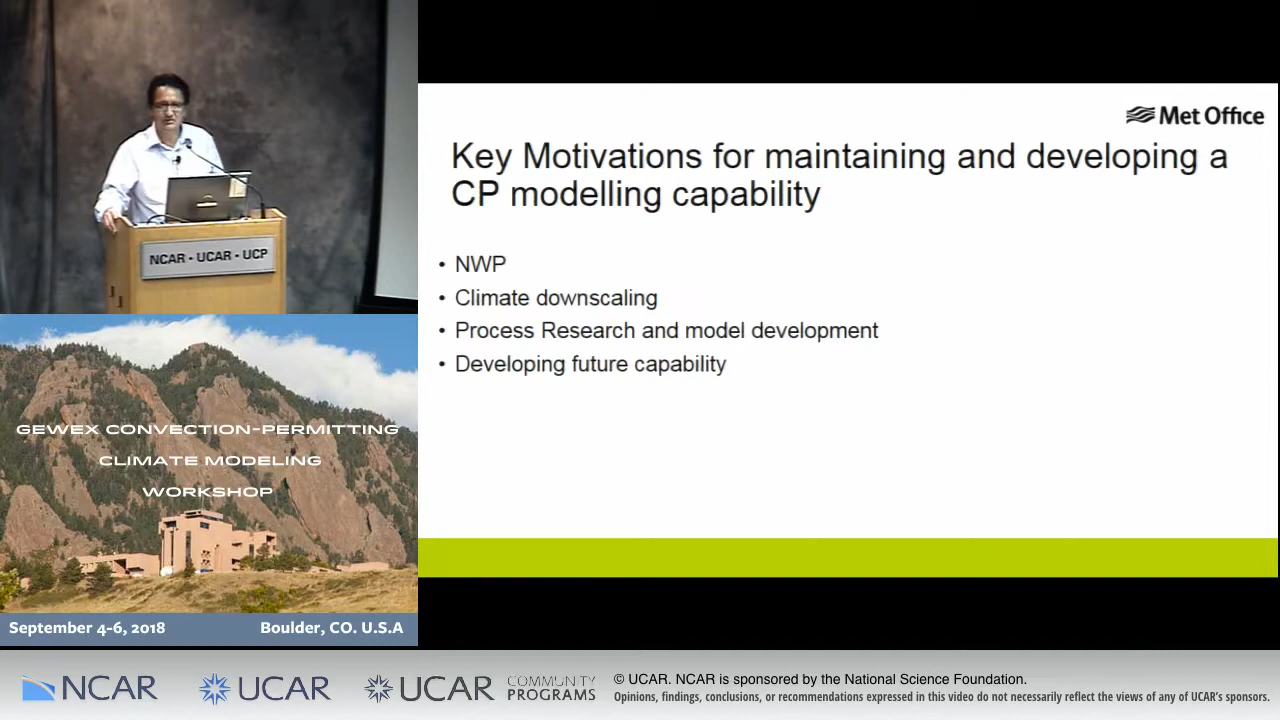 NCAR • UCAR • UCP
GEWEX CONVECTION-PERMITTING
CLIMATE MODELING
WORKSHOP
September 4-6, 2018
Boulder, CO. U.S.A
Met Office
Key Motivations for maintaining and developing a
CP modelling capability
• NWP
• Climate downscaling
• Process Research and model development
• Developing future capability
NCAR
UCAR
UCAR
COMMUNITY
PROGRAMS
© UCAR. NCAR is sponsored by the National Science Foundation.
Opinions, findings, conclusions, or recommendations expressed in this video do not necessarily reflect the views of any of UCAR's sponsors.